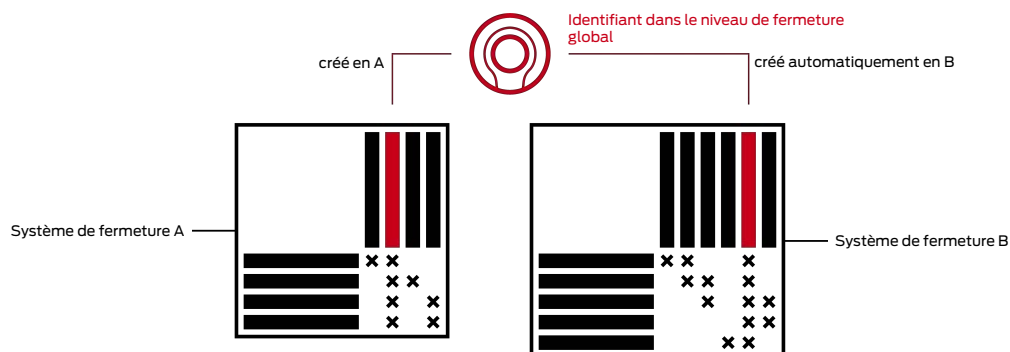 Identifiant dans le niveau de fermeture
global
créé en A
créé automatiquement en B
Système de fermeture A
Système de fermeture B